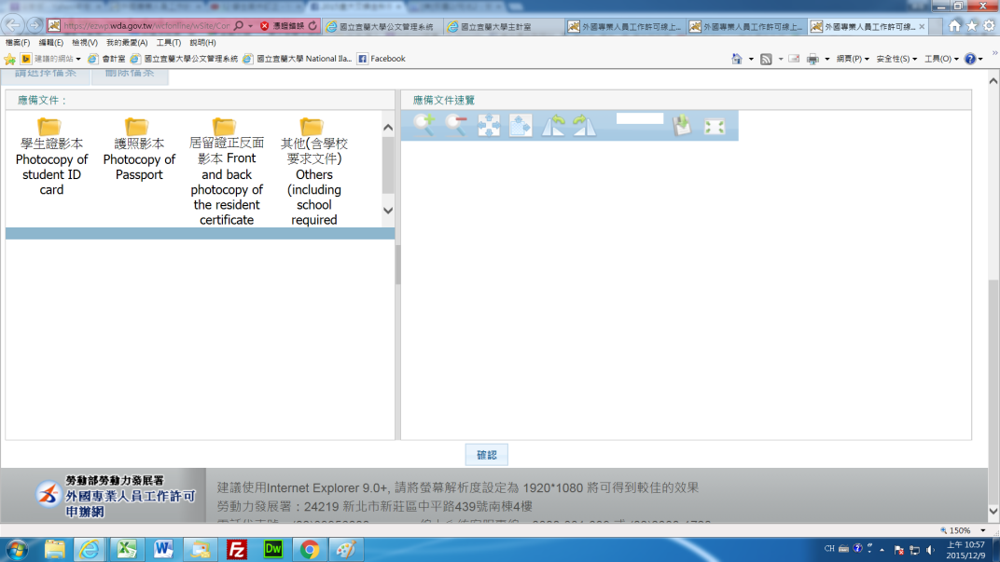 https://ezwp.wda.gov.tw/wcfonline/wSite/Con
憑證錯誤
國立宜蘭大學公文管理系統
國立宜蘭大學主計室
外國專業人員工作許可線上...
外國專業人員工作許可線上...
外國專業人員工作許可線...
檔案(F) 編輯(E) 檢視(V) 我的最愛(A) 工具(T) 說明(H)
建議的網站 會計室 國立宜蘭大學公文管理系統 國立宜蘭大學 National Ila... Facebook
網頁(P) 安全性(S) 工具(O)
請選擇檔案 刪除檔案
應備文件：
應備文件速覽
學生證影本
Photocopy of
student ID
card
護照影本
Photocopy of
Passport
居留證正反面
影本 Front
and back
photocopy of
the resident
certificate
其他(含學校
要求文件)
Others
(including
school
required
確認
勞動部勞動力發展署
外國專業人員工作許可
申辦網
建議使用Internet Explorer 9.0+, 請將螢幕解析度設定為 1920*1080 將可得到較佳的效果
勞動力發展署：24219 新北市新莊區中平路439號南棟4樓
150%
CH
上午 10:57
2015/12/9